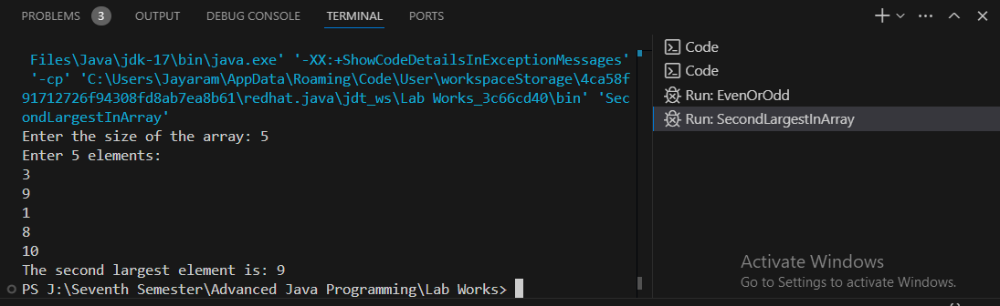 PROBLEMS 3 OUTPUT DEBUG CONSOLE TERMINAL PORTS
Files\Java\jdk-17\bin\java.exe' '-XX:+ShowCodeDetailsInExceptionMessages'
'-cp' 'C:\Users\Jayaram\AppData\Roaming\Code\User\workspaceStorage\4ca58f
91712726f94308fd8ab7ea8b61\redhat.java\jdt_ws\Lab Works_3c66cd40\bin' 'Sec
ondLargestInArray'
Enter the size of the array: 5
Enter 5 elements:
3
9
1
8
10
The second largest element is: 9
PS J:\Seventh Semester\Advanced Java Programming\Lab Works>
Code
Code
Run: EvenOrOdd
Run: SecondLargestInArray
Activate Windows
Go to Settings to activate Windows.